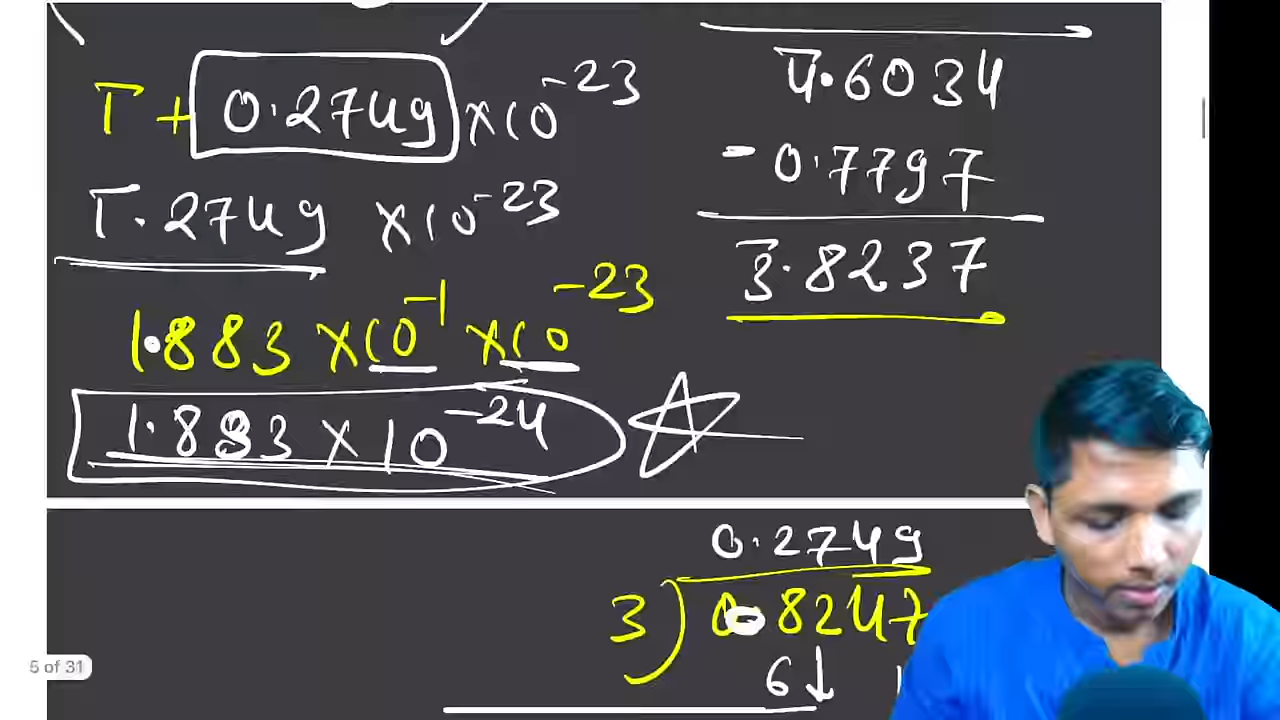 1̄ + 0.2749 × 10^-23
1̄.2749 × 10^-23
1.883 × 10^-1 × 10^-23
1.883 × 10^-24
4̄.6034
- 0.7797
3̄.8237
0.2749
3) 0.8247
6↓
5 of 31